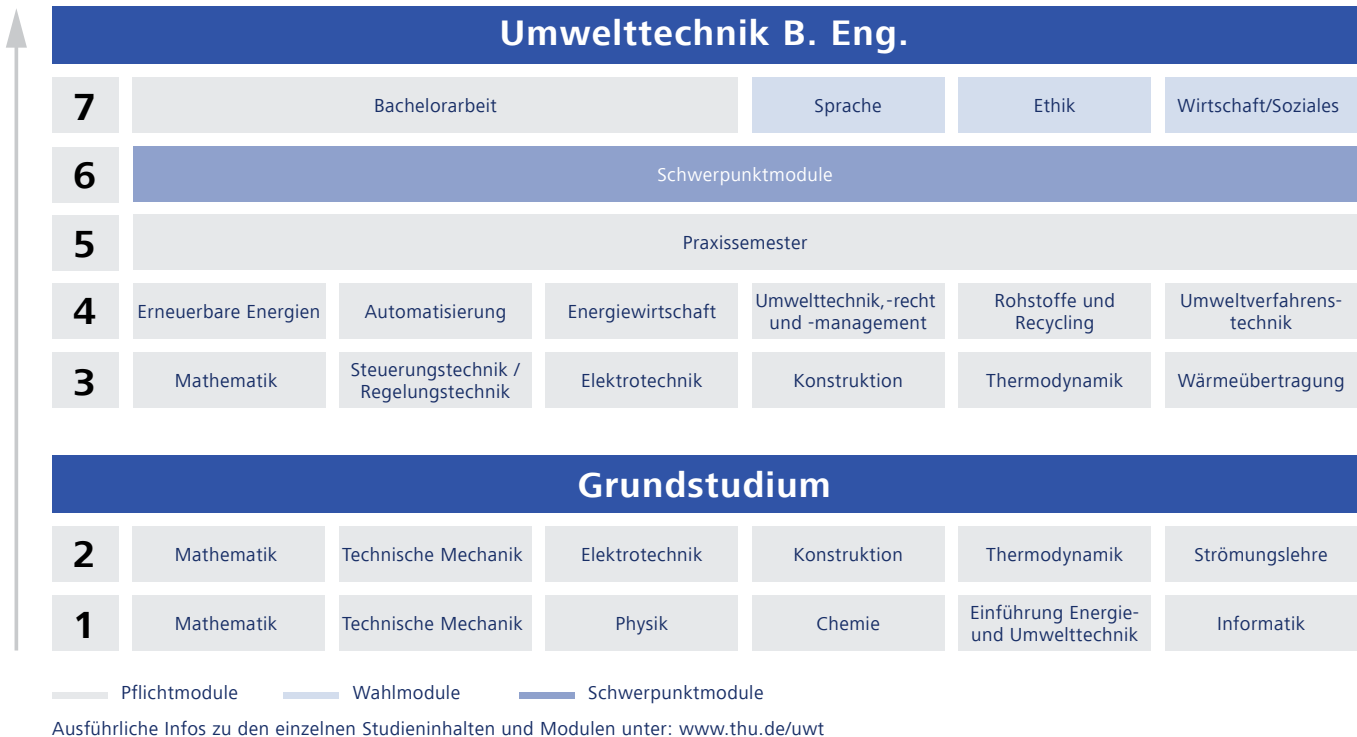 Umwelttechnik B. Eng.
7
Bachelorarbeit
Sprache
Ethik
Wirtschaft/Soziales
6
Schwerpunktmodule
5
Praxissemester
4
Erneuerbare Energien
Automatisierung
Energiewirtschaft
Umwelttechnik,-recht
und -management
Rohstoffe und
Recycling
Umweltverfahrens-
technik
3
Mathematik
Steuerungstechnik /
Regelungstechnik
Elektrotechnik
Konstruktion
Thermodynamik
Wärmeübertragung
Grundstudium
2
Mathematik
Technische Mechanik
Elektrotechnik
Konstruktion
Thermodynamik
Strömungslehre
1
Mathematik
Technische Mechanik
Physik
Chemie
Einführung Energie-
und Umwelttechnik
Informatik
Pflichtmodule
Wahlmodule
Schwerpunktmodule
Ausführliche Infos zu den einzelnen Studieninhalten und Modulen unter: www.thu.de/uwt